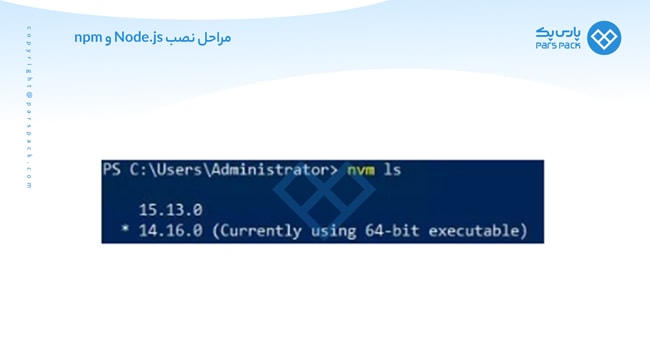 پارس پک
PARS PACK
مراحل نصب Node.js و npm
copyright@parspack.com
PS C:\Users\Administrator> nvm ls
15.13.0
* 14.16.0 (Currently using 64-bit executable)